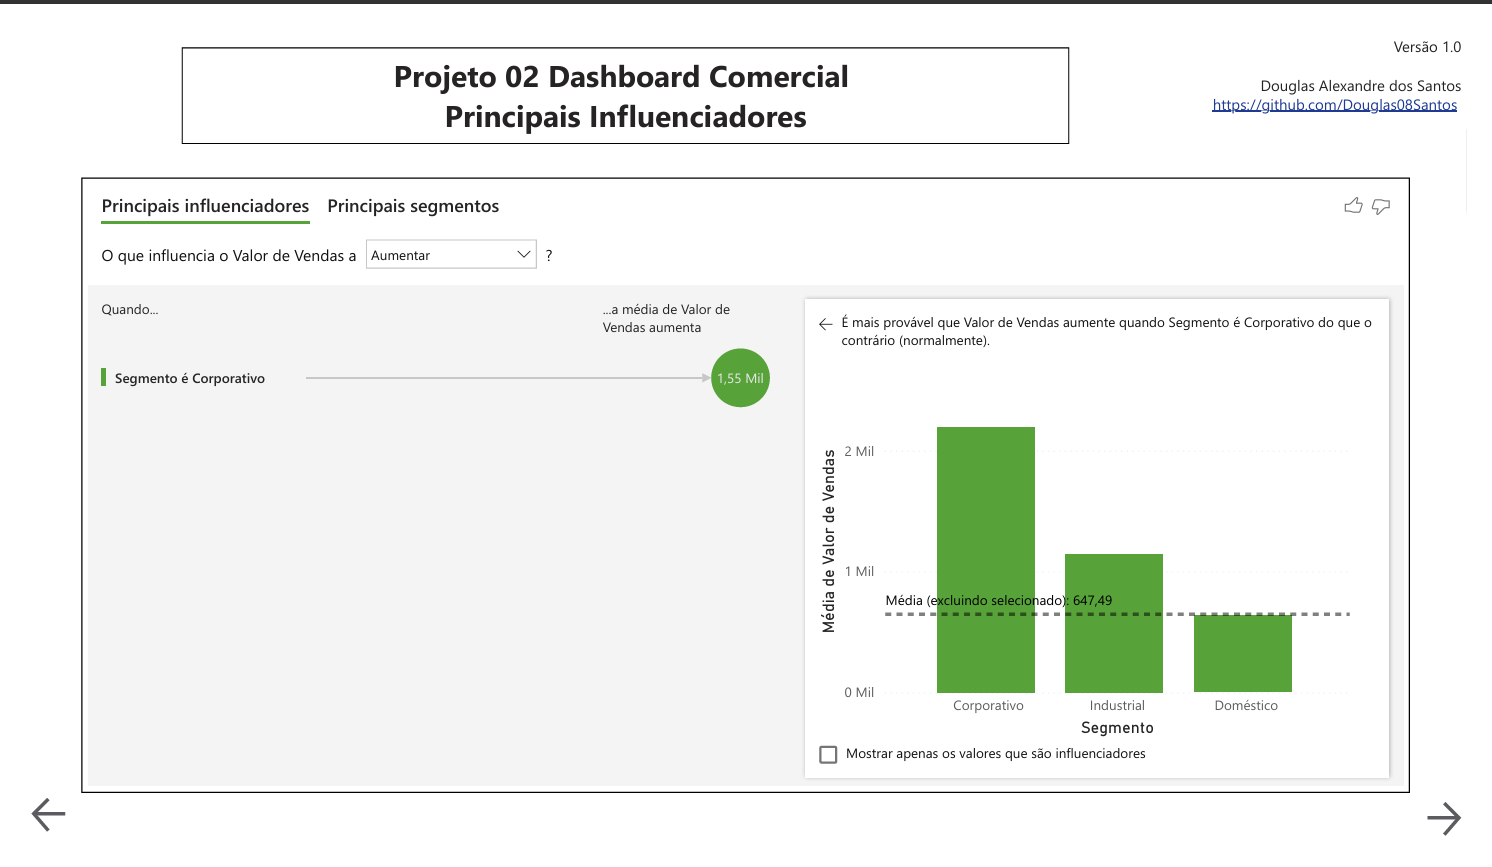 Versão 1.0
Projeto 02 Dashboard Comercial
Principais Influenciadores
Douglas Alexandre dos Santos
https://github.com/Douglas08Santos
Principais influenciadores Principais segmentos
O que influencia o Valor de Vendas a Aumentar ?
Quando...
...a média de Valor de
Vendas aumenta
Segmento é Corporativo 1,55 Mil
É mais provável que Valor de Vendas aumente quando Segmento é Corporativo do que o
contrário (normalmente).
Média de Valor de Vendas
2 Mil
1 Mil
Média (excluindo selecionado): 647,49
0 Mil
Corporativo Industrial Doméstico
Segmento
Mostrar apenas os valores que são influenciadores